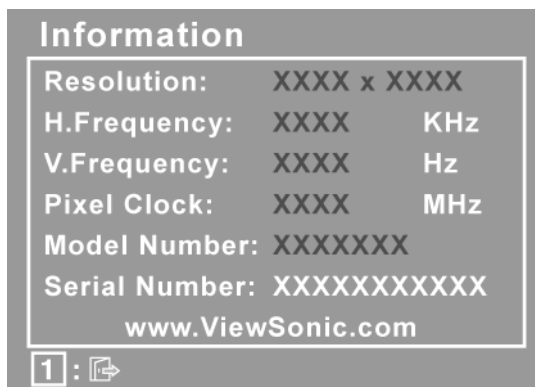 Information
Resolution: XXXX x XXXX
H.Frequency: XXXX KHz
V.Frequency: XXXX Hz
Pixel Clock: XXXX MHz
Model Number: XXXXXXX
Serial Number: XXXXXXXXXXX
www.ViewSonic.com
1 :